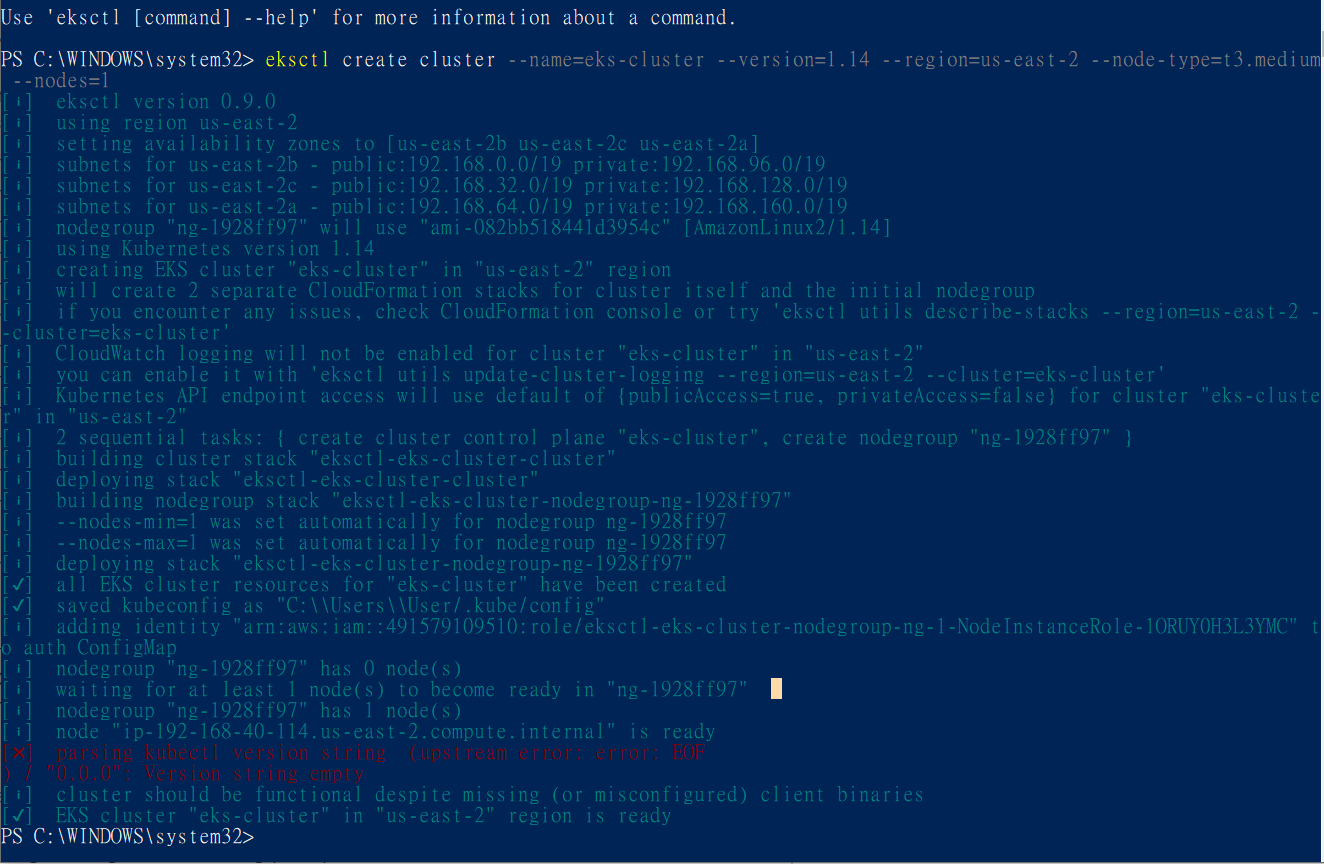 Use 'eksctl [command] --help' for more information about a command.
PS C:\WINDOWS\system32> eksctl create cluster --name=eks-cluster --version=1.14 --region=us-east-2 --node-type=t3.medium
 --nodes=1
[ℹ]  eksctl version 0.9.0
[ℹ]  using region us-east-2
[ℹ]  setting availability zones to [us-east-2b us-east-2c us-east-2a]
[ℹ]  subnets for us-east-2b - public:192.168.0.0/19 private:192.168.96.0/19
[ℹ]  subnets for us-east-2c - public:192.168.32.0/19 private:192.168.128.0/19
[ℹ]  subnets for us-east-2a - public:192.168.64.0/19 private:192.168.160.0/19
[ℹ]  nodegroup "ng-1928ff97" will use "ami-082bb518441d3954c" [AmazonLinux2/1.14]
[ℹ]  using Kubernetes version 1.14
[ℹ]  creating EKS cluster "eks-cluster" in "us-east-2" region
[ℹ]  will create 2 separate CloudFormation stacks for cluster itself and the initial nodegroup
[ℹ]  if you encounter any issues, check CloudFormation console or try 'eksctl utils describe-stacks --region=us-east-2 -
-cluster=eks-cluster'
[ℹ]  CloudWatch logging will not be enabled for cluster "eks-cluster" in "us-east-2"
[ℹ]  you can enable it with 'eksctl utils update-cluster-logging --region=us-east-2 --cluster=eks-cluster'
[ℹ]  Kubernetes API endpoint access will use default of {publicAccess=true, privateAccess=false} for cluster "eks-cluste
r" in "us-east-2"
[ℹ]  2 sequential tasks: { create cluster control plane "eks-cluster", create nodegroup "ng-1928ff97" }
[ℹ]  building cluster stack "eksctl-eks-cluster-cluster"
[ℹ]  deploying stack "eksctl-eks-cluster-cluster"
[ℹ]  building nodegroup stack "eksctl-eks-cluster-nodegroup-ng-1928ff97"
[ℹ]  --nodes-min=1 was set automatically for nodegroup ng-1928ff97
[ℹ]  --nodes-max=1 was set automatically for nodegroup ng-1928ff97
[ℹ]  deploying stack "eksctl-eks-cluster-nodegroup-ng-1928ff97"
[✔]  all EKS cluster resources for "eks-cluster" have been created
[✔]  saved kubeconfig as "C:\\Users\\User/.kube/config"
[ℹ]  adding identity "arn:aws:iam::491579109510:role/eksctl-eks-cluster-nodegroup-ng-1-NodeInstanceRole-1ORUY0H3L3YMC" t
o auth ConfigMap
[ℹ]  nodegroup "ng-1928ff97" has 0 node(s)
[ℹ]  waiting for at least 1 node(s) to become ready in "ng-1928ff97"
[ℹ]  nodegroup "ng-1928ff97" has 1 node(s)
[ℹ]  node "ip-192-168-40-114.us-east-2.compute.internal" is ready
[✖]  parsing kubectl version string  (upstream error: error: EOF
) / "0.0.0": Version string empty
[ℹ]  cluster should be functional despite missing (or misconfigured) client binaries
[✔]  EKS cluster "eks-cluster" in "us-east-2" region is ready
PS C:\WINDOWS\system32>